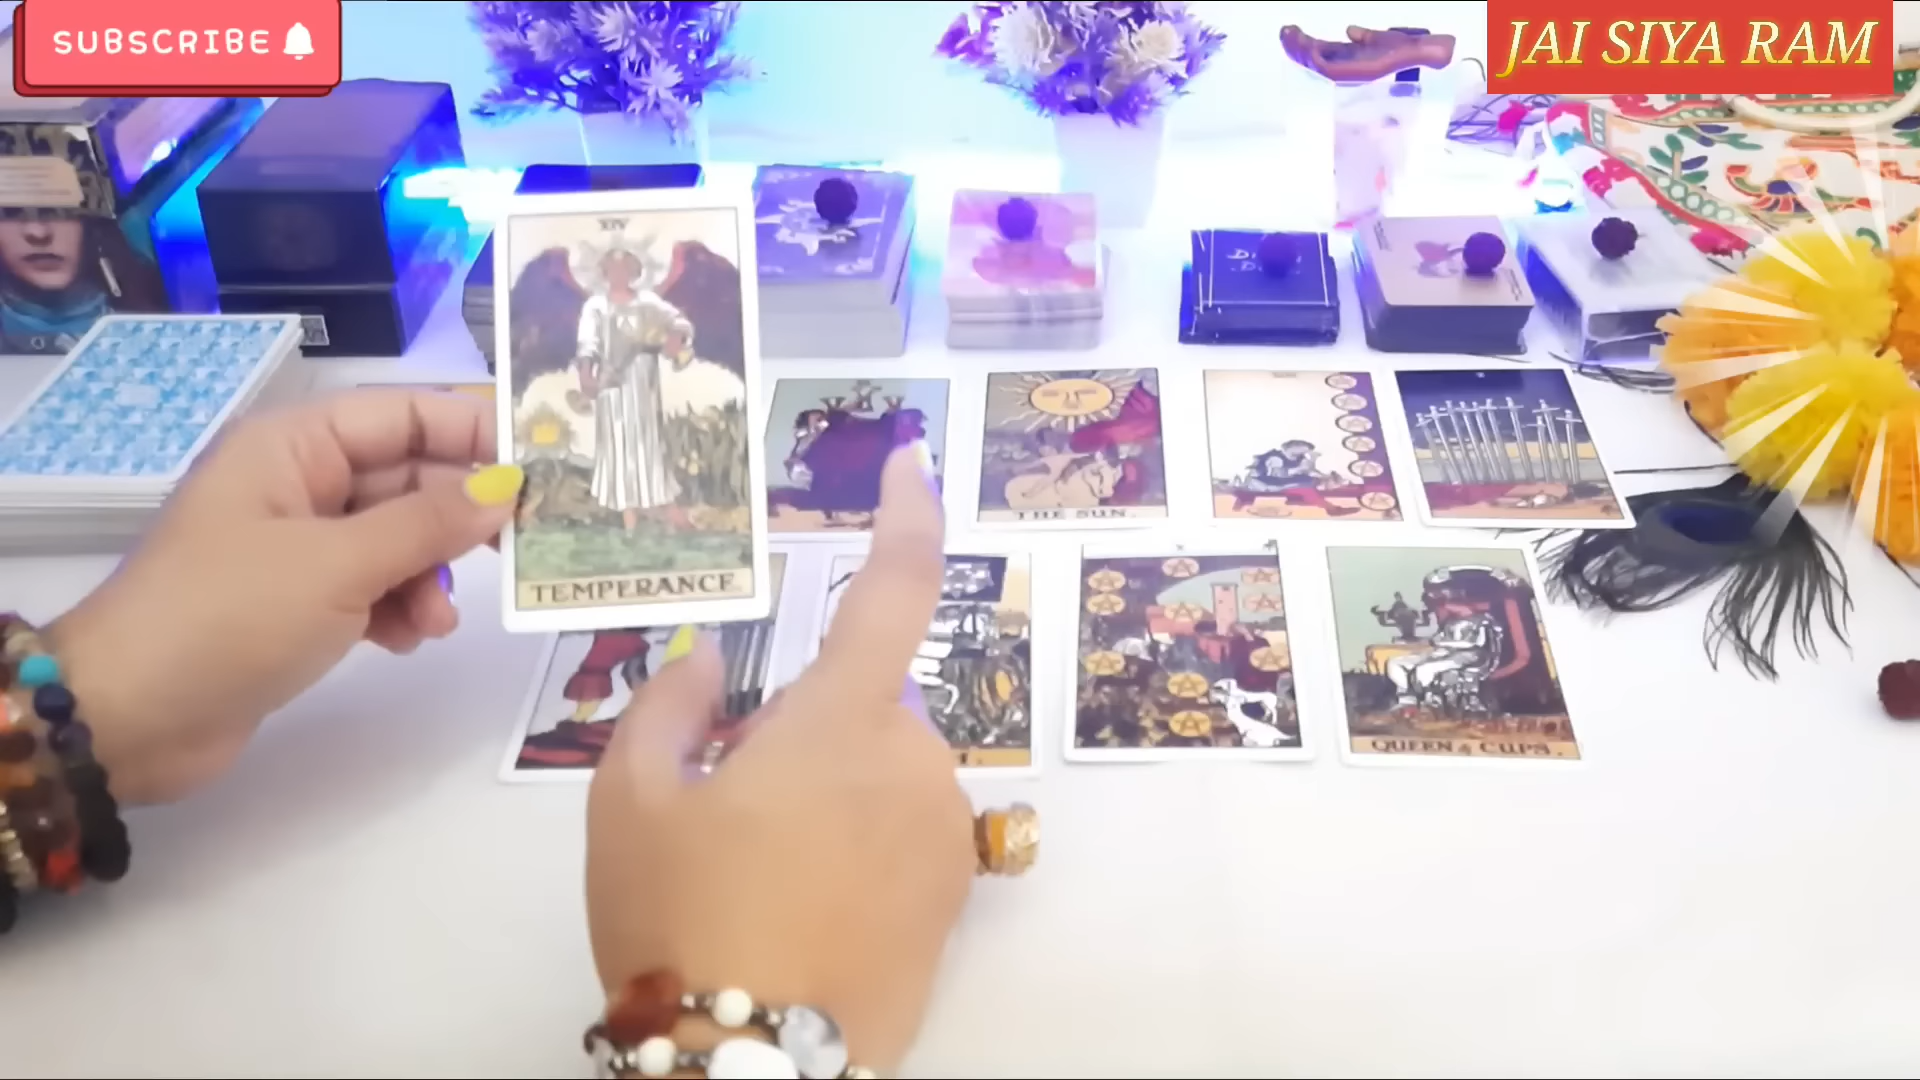 SUBSCRIBE
JAI SIYA RAM
XIV
TEMPERANCE.
THE SUN.
X
QUEEN of CUPS.